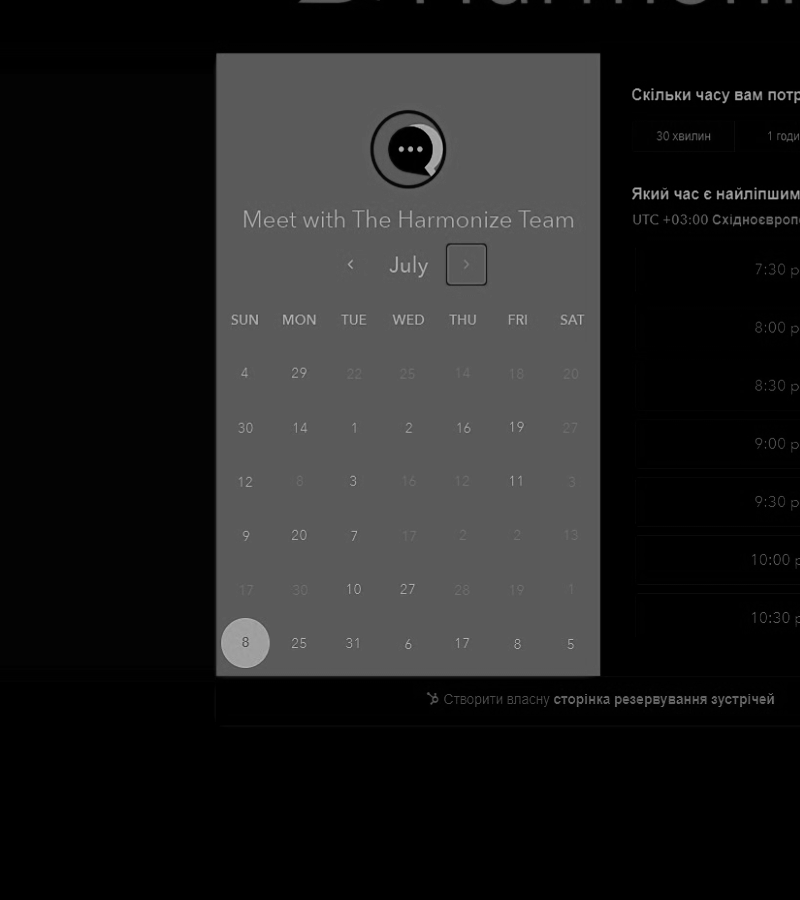 Meet with The Harmonize Team
July
SUN MON TUE WED THU FRI SAT
4 29 22 25 14 18 20
30 14 1 2 16 19 27
12 8 3 16 12 11 3
9 20 7 17 2 2 13
17 30 10 27 28 19 1
8 25 31 6 17 8 5
Скільки часу вам
30 хвилин 1
Який час є найліпшим
UTC +03:00
7:30
8:00
8:30
9:00
9:30
10:00
10:30
Створити власну сторінка резервування зустрічей